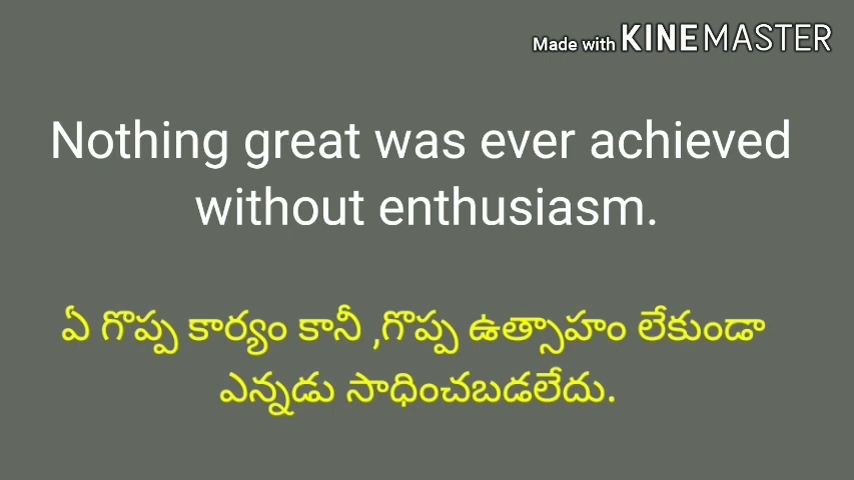 Made with KINEMASTER
Nothing great was ever achieved
without enthusiasm.
ఏ గొప్ప కార్యం కానీ ,గొప్ప ఉత్సాహం లేకుండా
ఎన్నడు సాధించబడలేదు.